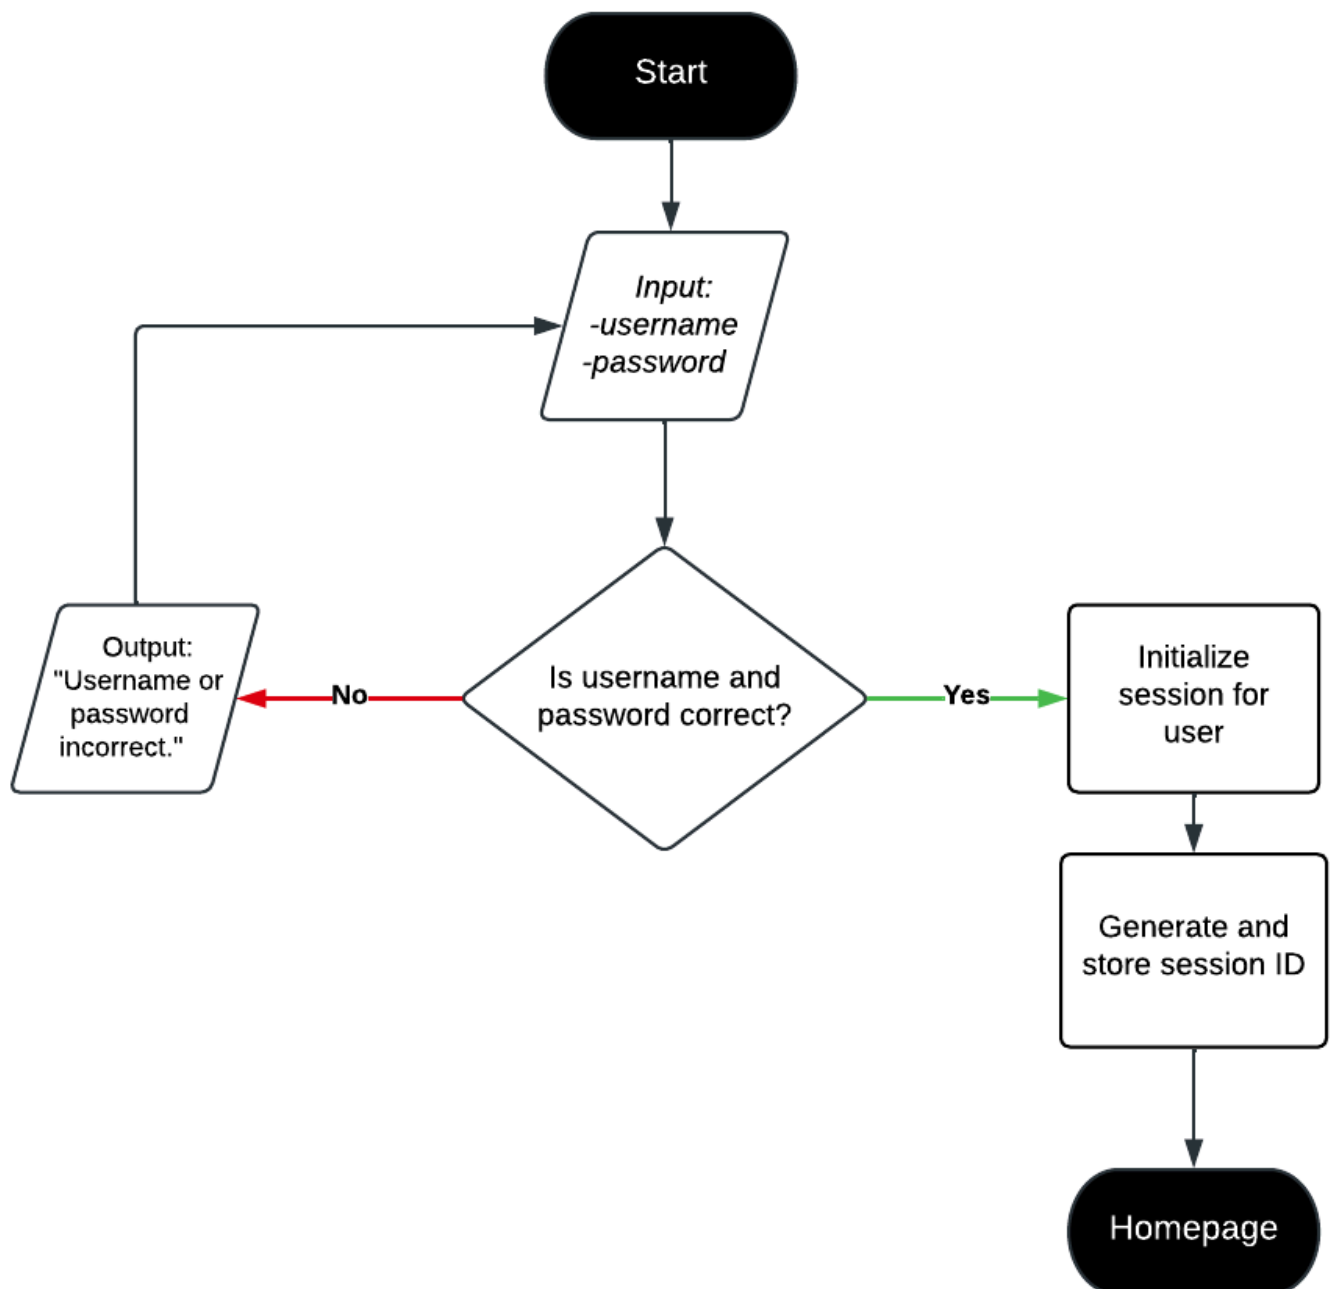 Start
Input:
-username
-password
Is username and
password correct?
No
Yes
Output:
"Username or
password
incorrect."
Initialize
session for
user
Generate and
store session ID
Homepage